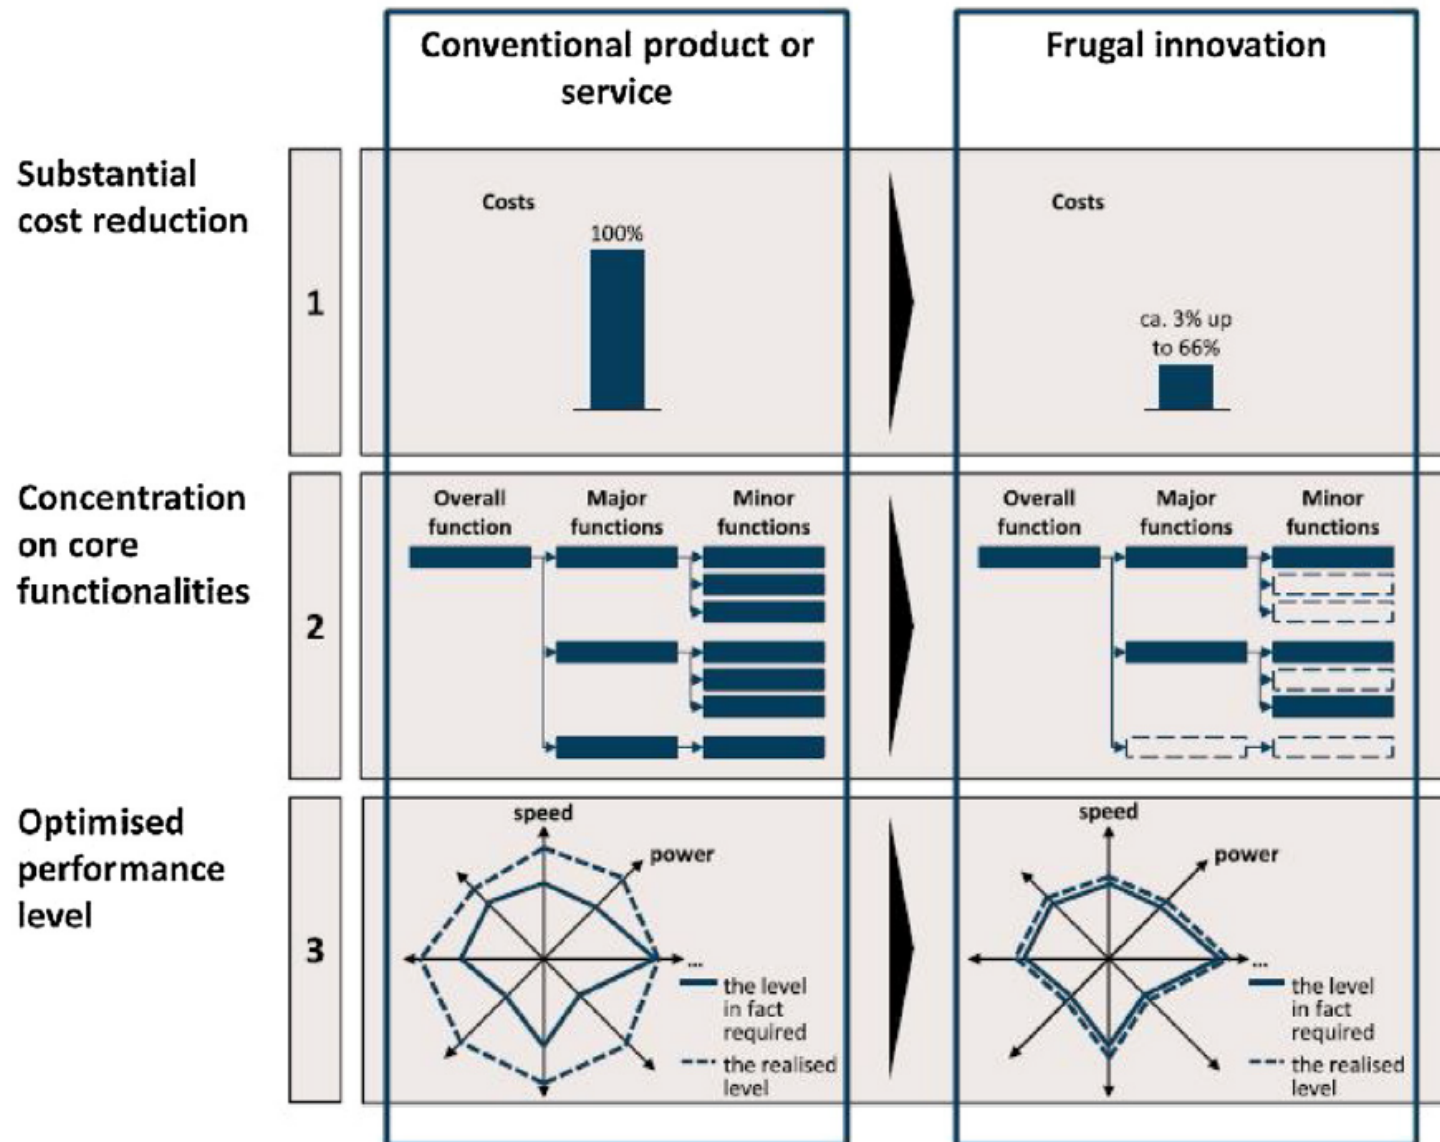 Conventional product or
service
Frugal innovation
Substantial
cost reduction
1
Costs
100%
Costs
ca. 3% up
to 66%
Concentration
on core
functionalities
2
Overall
function
Major
functions
Minor
functions
Overall
function
Major
functions
Minor
functions
Optimised
performance
level
3
speed
power
...
the level
in fact
required
the realised
level
speed
power
...
the level
in fact
required
the realised
level